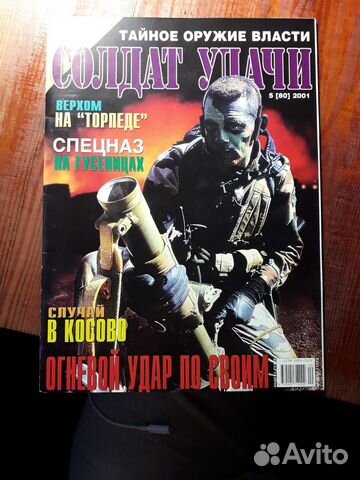 ТАЙНОЕ ОРУЖИЕ ВЛАСТИ
СОЛДАТ УДАЧИ
5 [80] 2001
ВЕРХОМ
НА "ТОРПЕДЕ"
СПЕЦНАЗ
НА ГУСЕНИЦАХ
СЛУЧАЙ
В КОСОВО
ОГНЕВОЙ УДАР ПО СВОИМ
Avito